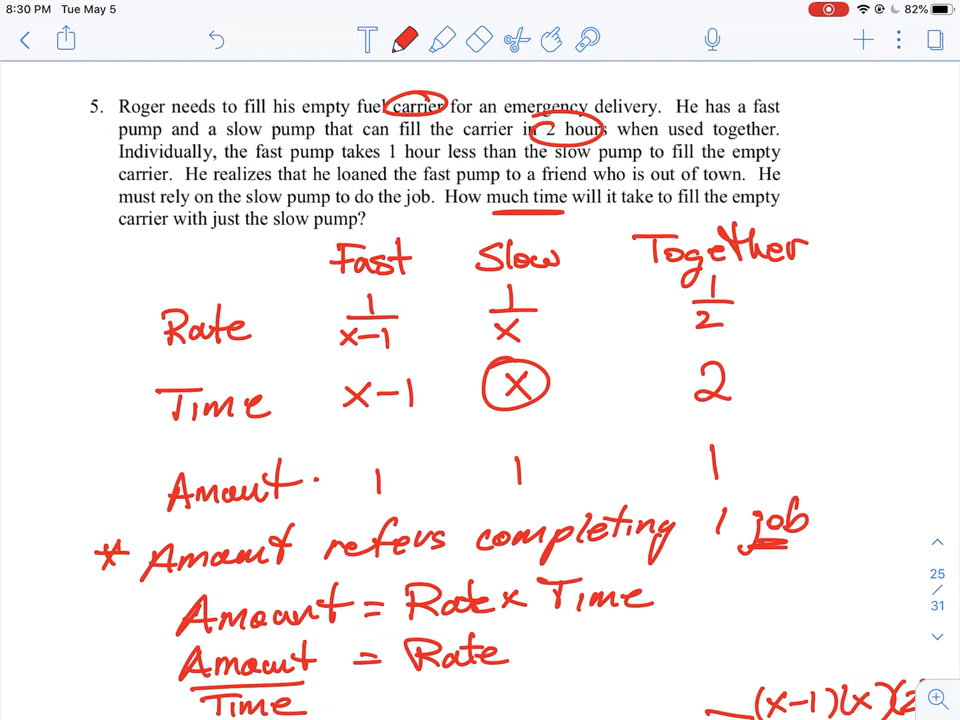 8:30 PM Tue May 5 82%
T
5. Roger needs to fill his empty fuel carrier for an emergency delivery. He has a fast
pump and a slow pump that can fill the carrier in 2 hours when used together.
Individually, the fast pump takes 1 hour less than the slow pump to fill the empty
carrier. He realizes that he loaned the fast pump to a friend who is out of town. He
must rely on the slow pump to do the job. How much time will it take to fill the empty
carrier with just the slow pump?
Fast Slow Together
Rate 1/(x-1) 1/x 1/2
Time x-1 x 2
Amount. 1 1 1
* Amount refers completing 1 job
Amount = Rate x Time
Amount/Time = Rate
25
/
31
(x-1)(x)(2